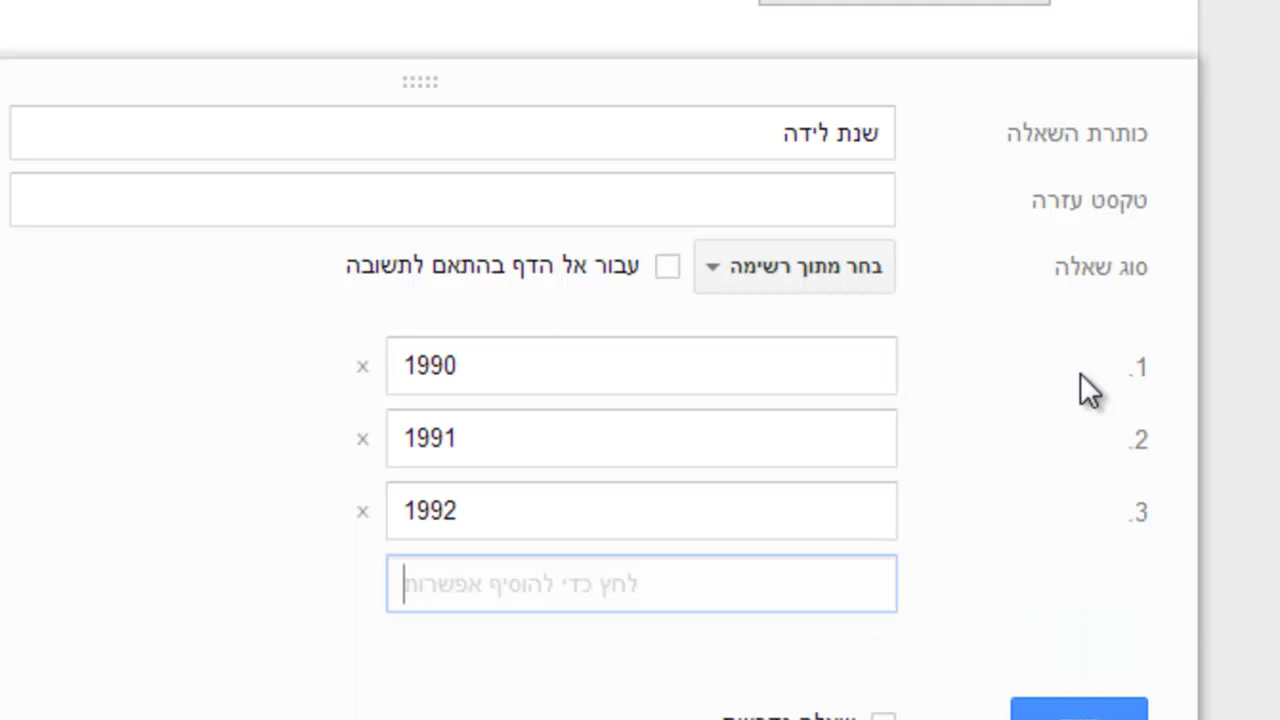 כותרת השאלה שנת לידה
טקסט עזרה
סוג שאלה בחר מתוך רשימה עבור אל הדף בהתאם לתשובה
1. 1990 ×
2. 1991 ×
3. 1992 ×
לחץ כדי להוסיף אפשרות